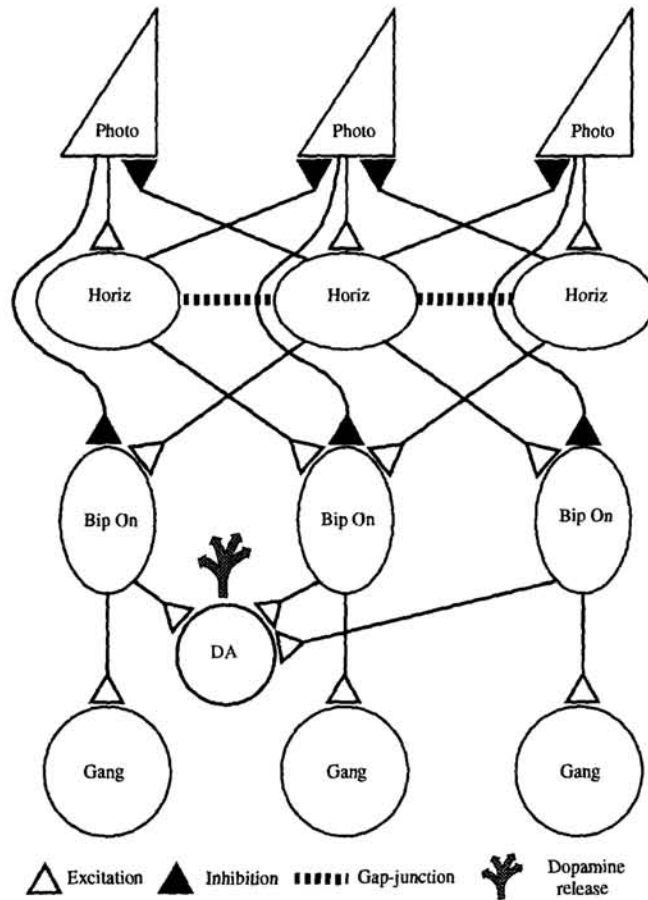 Photo Photo Photo
Horiz Horiz Horiz
Bip On Bip On Bip On
DA
Gang Gang Gang
Excitation Inhibition Gap-junction Dopamine
release